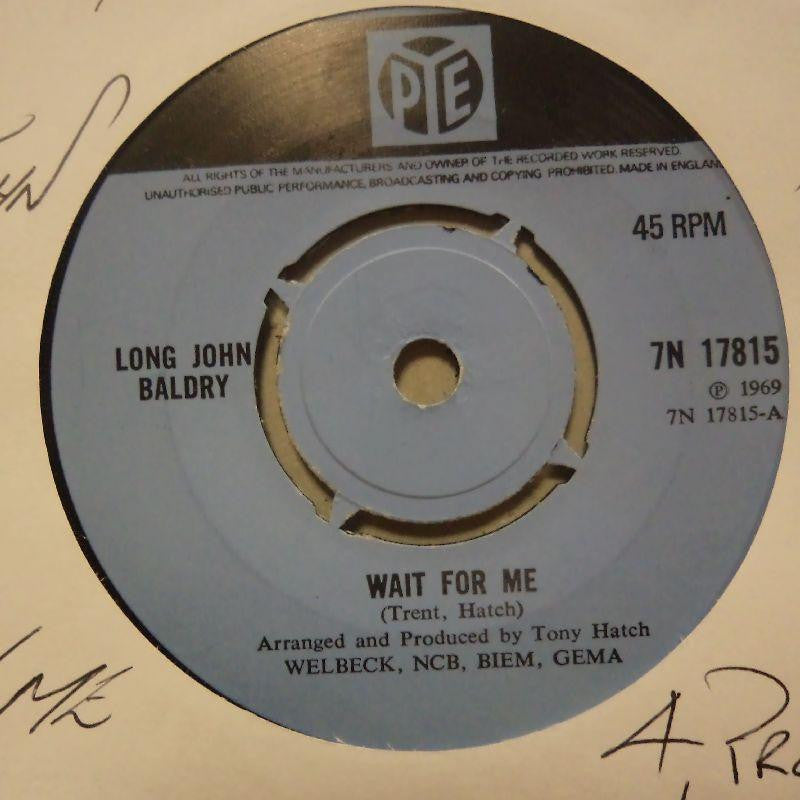 PYE
ALL RIGHTS OF THE MANUFACTURERS AND OWNER OF THE RECORDED WORK RESERVED.
UNAUTHORISED PUBLIC PERFORMANCE, BROADCASTING AND COPYING PROHIBITED. MADE IN ENGLAND
45 RPM
LONG JOHN
BALDRY
7N 17815
Ⓟ 1969
7N 17815-A
WAIT FOR ME
(Trent, Hatch)
Arranged and Produced by Tony Hatch
WELBECK, NCB, BIEM, GEMA
ME